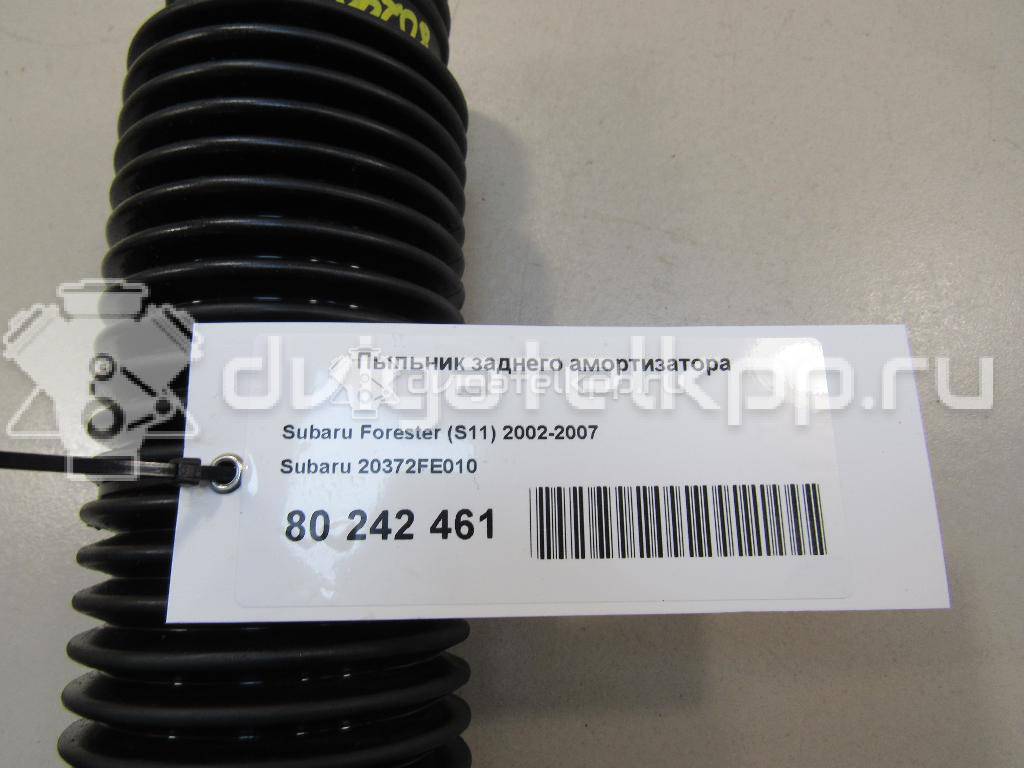 Пыльник заднего амортизатора
Subaru Forester (S11) 2002-2007
Subaru 20372FE010
80 242 461
dvigatelkpp.ru